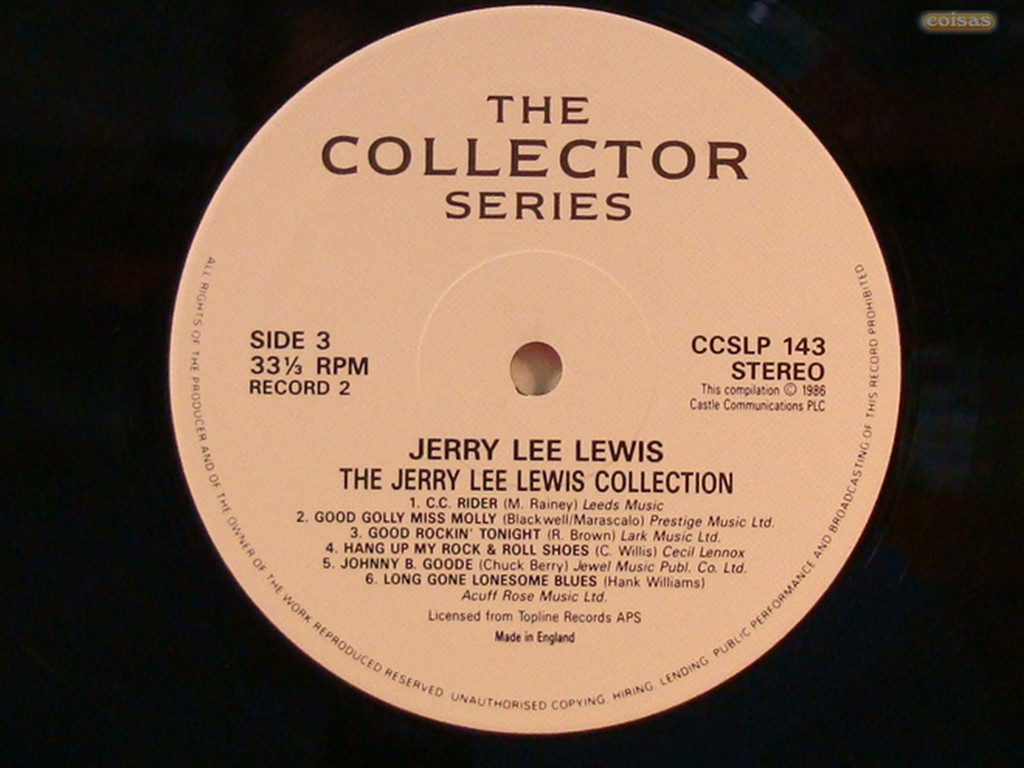 coisas
THE
COLLECTOR
SERIES
SIDE 3
33⅓ RPM
RECORD 2
CCSLP 143
STEREO
This compilation © 1986
Castle Communications PLC
JERRY LEE LEWIS
THE JERRY LEE LEWIS COLLECTION
1. C.C. RIDER (M. Rainey) Leeds Music
2. GOOD GOLLY MISS MOLLY (Blackwell/Marascalo) Prestige Music Ltd.
3. GOOD ROCKIN' TONIGHT (R. Brown) Lark Music Ltd.
4. HANG UP MY ROCK & ROLL SHOES (C. Willis) Cecil Lennox
5. JOHNNY B. GOODE (Chuck Berry) Jewel Music Publ. Co. Ltd.
6. LONG GONE LONESOME BLUES (Hank Williams)
Acuff Rose Music Ltd.
Licensed from Topline Records APS
Made in England
ALL RIGHTS OF THE PRODUCER AND OF THE OWNER OF THE WORK REPRODUCED RESERVED. UNAUTHORISED COPYING, HIRING, LENDING, PUBLIC PERFORMANCE AND BROADCASTING OF THIS RECORD PROHIBITED